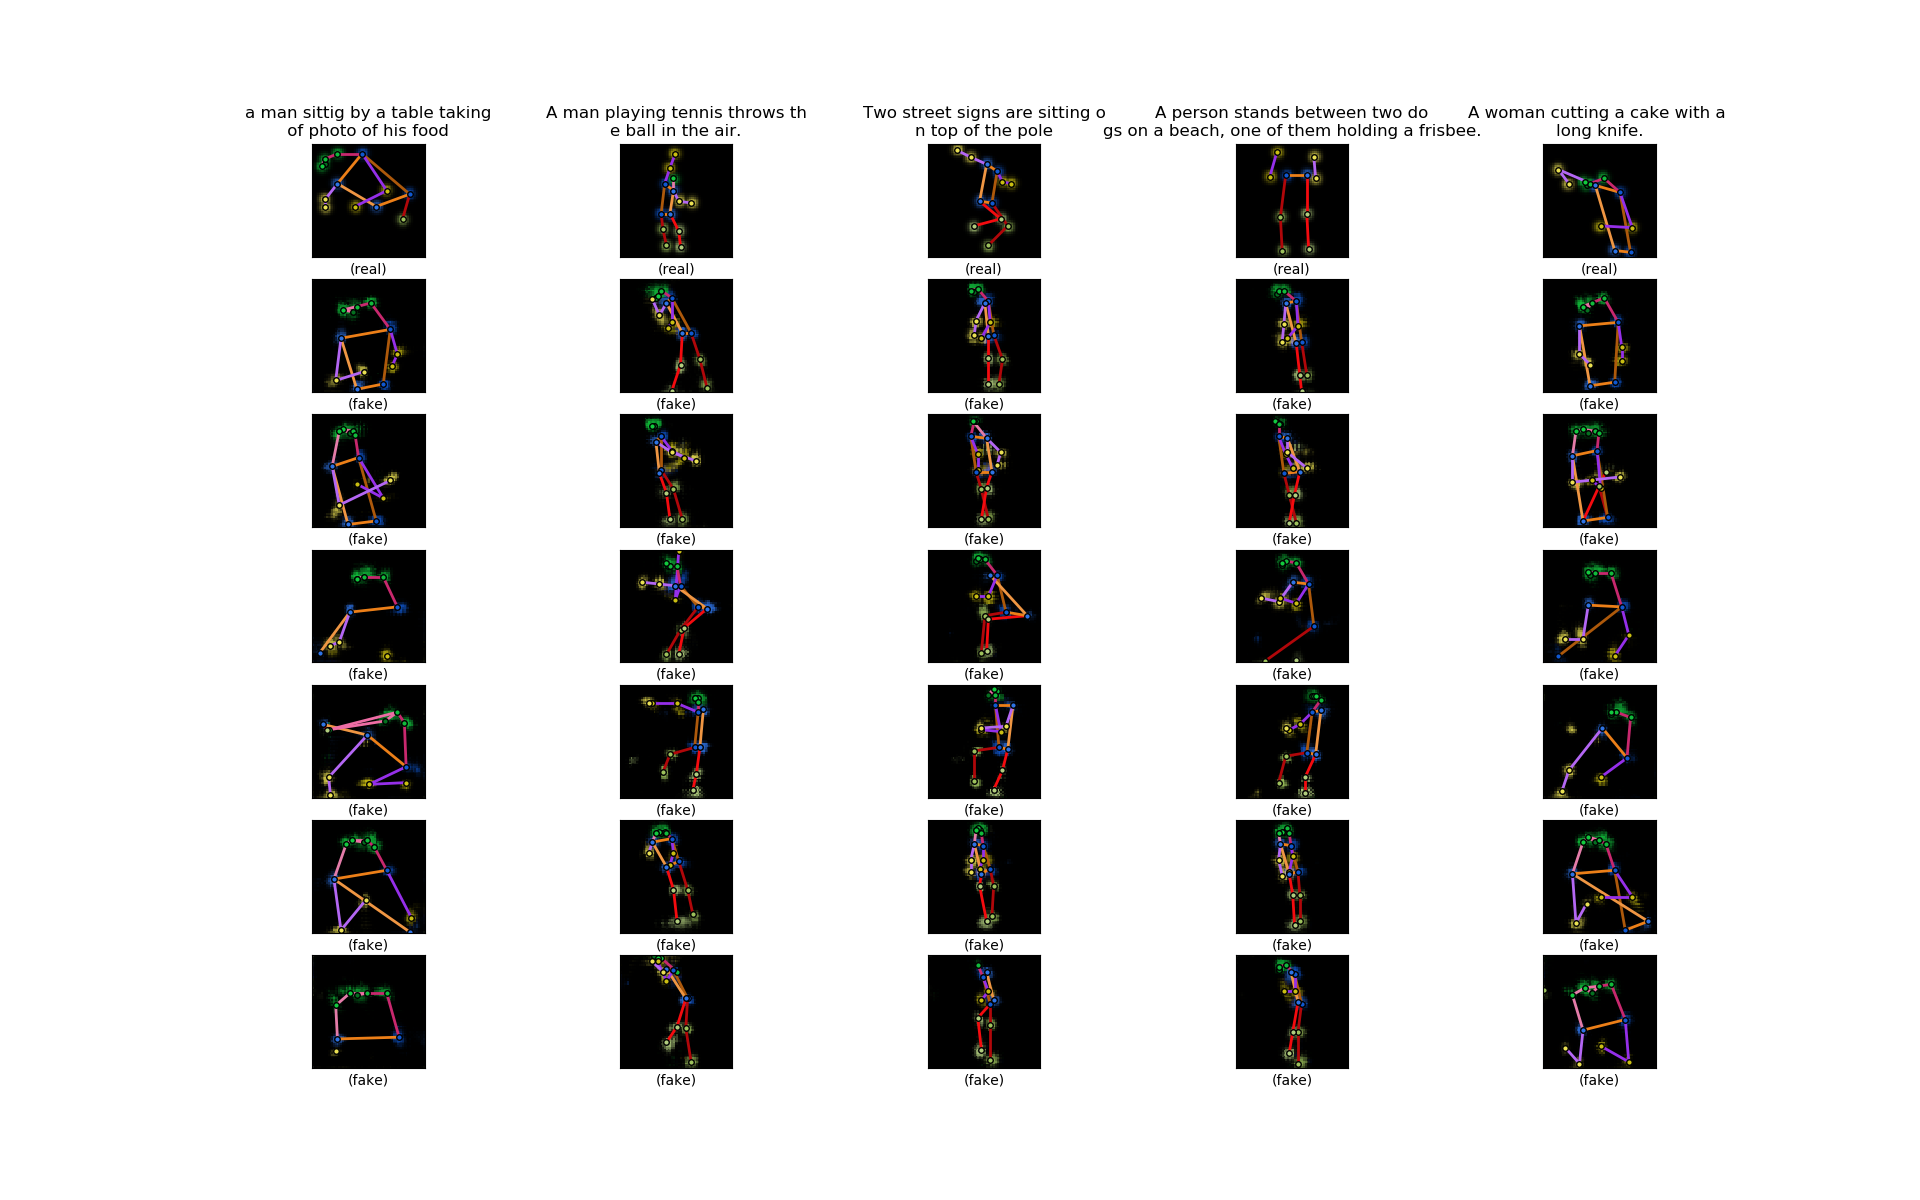 a man sittig by a table taking
of photo of his food
A man playing tennis throws th
e ball in the air.
Two street signs are sitting o
n top of the pole
A person stands between two do
gs on a beach, one of them holding a frisbee.
A woman cutting a cake with a
long knife.
(real) (real) (real) (real) (real)
(fake) (fake) (fake) (fake) (fake)
(fake) (fake) (fake) (fake) (fake)
(fake) (fake) (fake) (fake) (fake)
(fake) (fake) (fake) (fake) (fake)
(fake) (fake) (fake) (fake) (fake)
(fake) (fake) (fake) (fake) (fake)